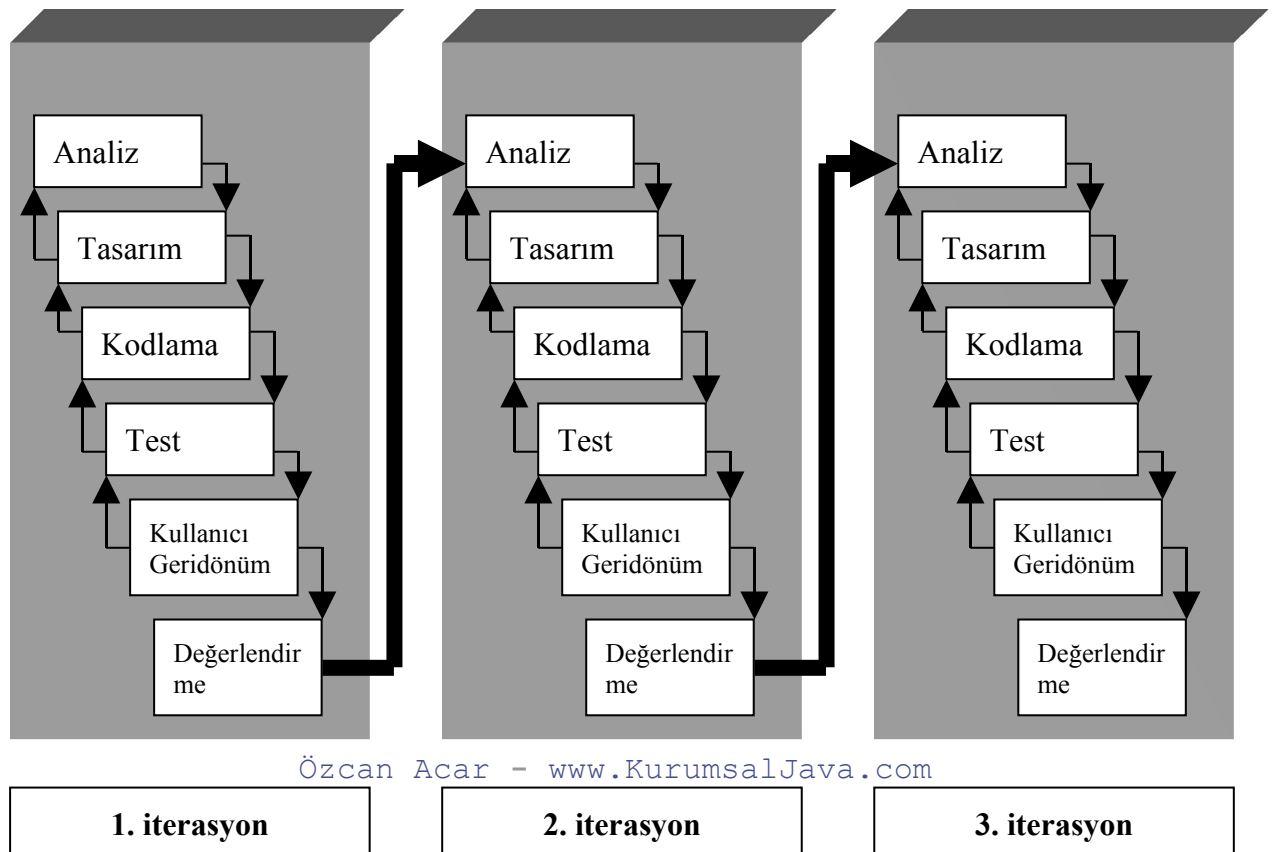 Analiz
Tasarım
Kodlama
Test
Kullanıcı
Geridönüm
Değerlendir
me
Analiz
Tasarım
Kodlama
Test
Kullanıcı
Geridönüm
Değerlendir
me
Analiz
Tasarım
Kodlama
Test
Kullanıcı
Geridönüm
Değerlendir
me
Özcan Acar - www.KurumsalJava.com
1. iterasyon
2. iterasyon
3. iterasyon